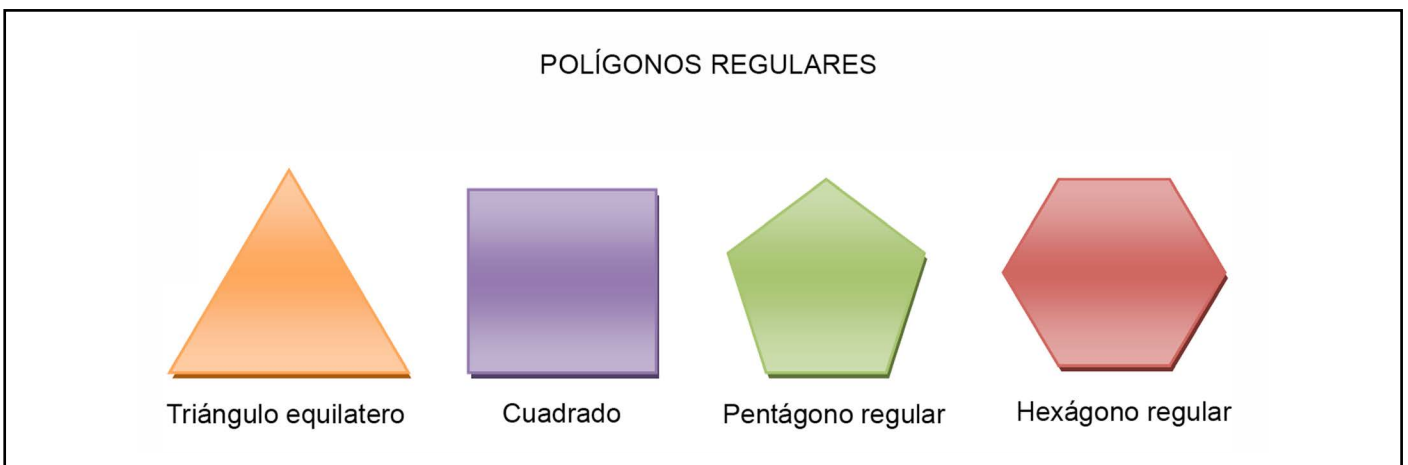 POLÍGONOS REGULARES
Triángulo equilatero
Cuadrado
Pentágono regular
Hexágono regular